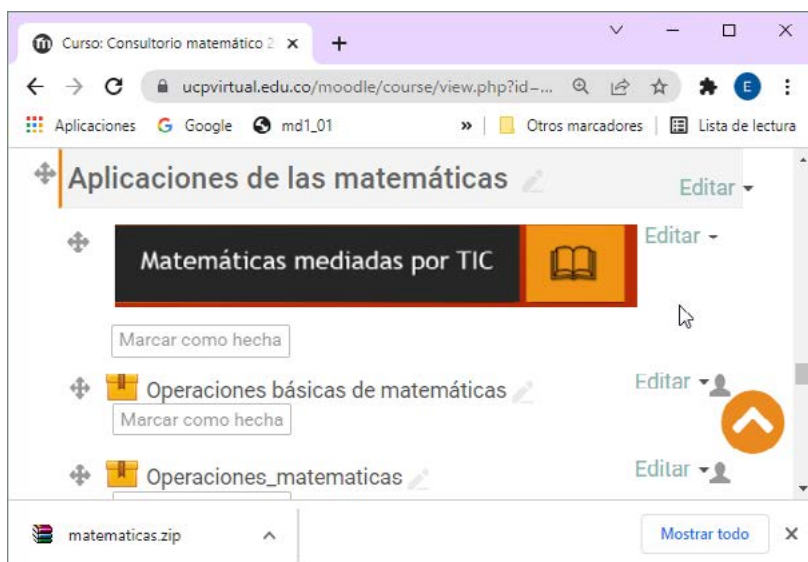 Curso: Consultorio matemático 2
ucpvirtual.edu.co/moodle/course/view.php?id=...
E
Aplicaciones
Google
md1_01
»
Otros marcadores
Lista de lectura
Aplicaciones de las matemáticas
Editar
Matemáticas mediadas por TIC
Editar
Marcar como hecha
Operaciones básicas de matemáticas
Editar
Marcar como hecha
Operaciones_matematicas
Editar
matematicas.zip
Mostrar todo